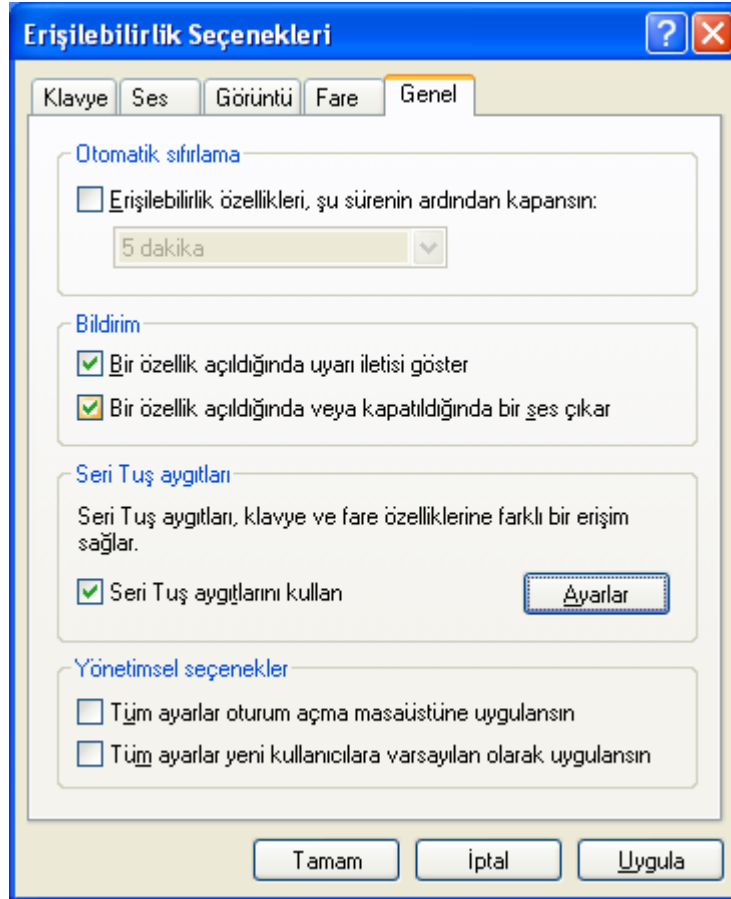 Erişilebilirlik Seçenekleri
Klavye Ses Görüntü Fare Genel
Otomatik sıfırlama
Erişilebilirlik özellikleri, şu sürenin ardından kapansın:
5 dakika
Bildirim
Bir özellik açıldığında uyarı iletisi göster
Bir özellik açıldığında veya kapatıldığında bir ses çıkar
Seri Tuş aygıtları
Seri Tuş aygıtları, klavye ve fare özelliklerine farklı bir erişim
sağlar.
Seri Tuş aygıtlarını kullan
Ayarlar
Yönetimsel seçenekler
Tüm ayarlar oturum açma masaüstüne uygulansın
Tüm ayarlar yeni kullanıcılara varsayılan olarak uygulansın
Tamam İptal Uygula